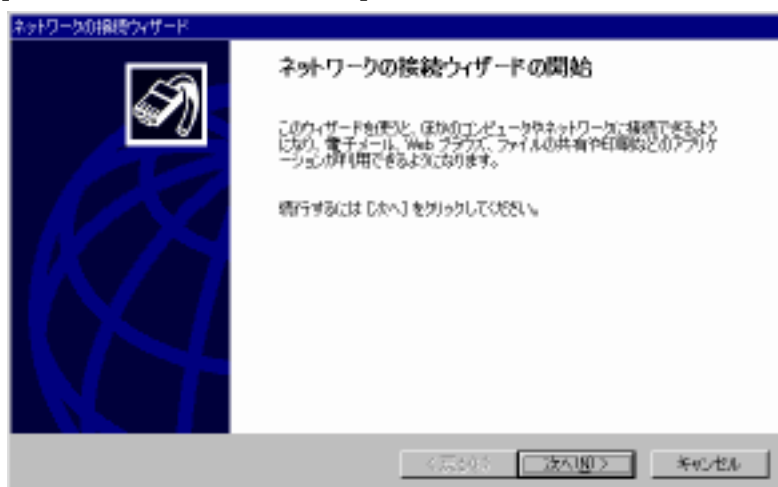 ネットワークの接続ウィザード
ネットワークの接続ウィザードの開始
このウィザードを使うと、ほかのコンピュータやネットワークに接続できるよう
になり、電子メール、Web ブラウズ、ファイルの共有や印刷などのアプリケ
ーションが利用できるようになります。
続行するには [次へ] をクリックしてください。
< 戻る(B) 次へ(N) > キャンセル